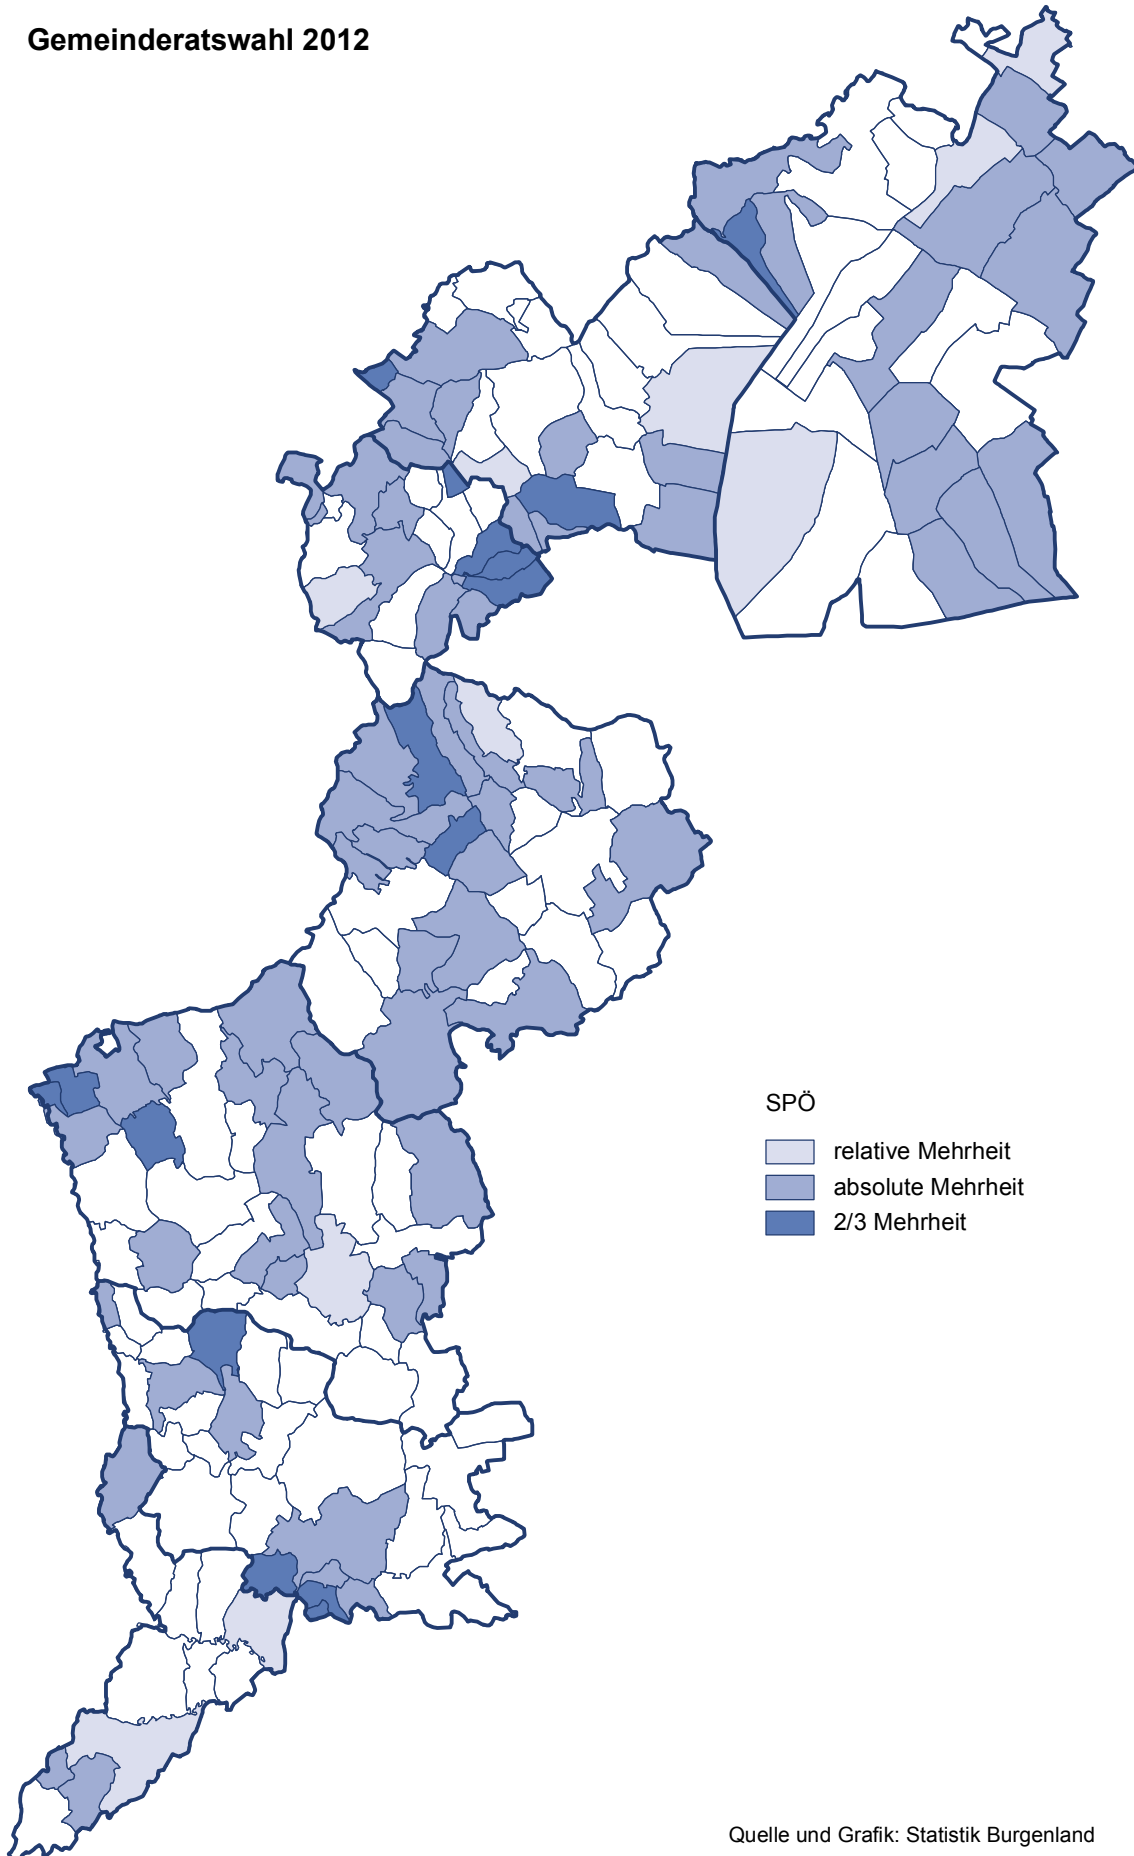 Gemeinderatswahl 2012
SPÖ
relative Mehrheit
absolute Mehrheit
2/3 Mehrheit
Quelle und Grafik: Statistik Burgenland